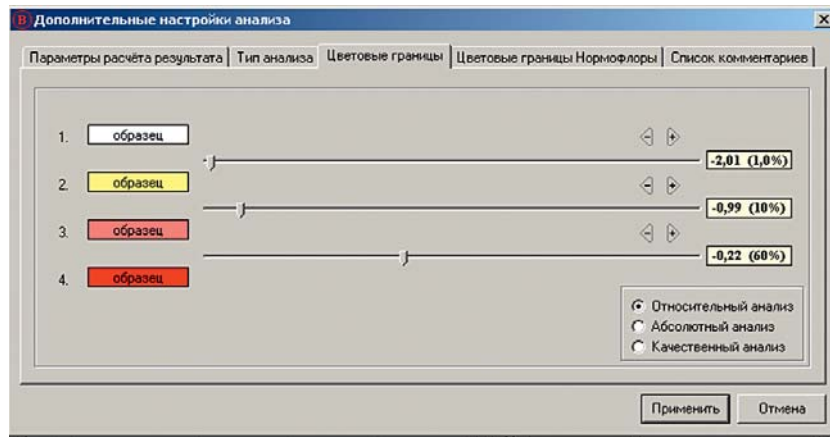 В Дополнительные настройки анализа
Параметры расчёта результата Тип анализа Цветовые границы Цветовые границы Нормофлоры Список комментариев
1. образец
-2,01 (1,0%)
2. образец
-0,99 (10%)
3. образец
-0,22 (60%)
4. образец
Относительный анализ
Абсолютный анализ
Качественный анализ
Применить Отмена